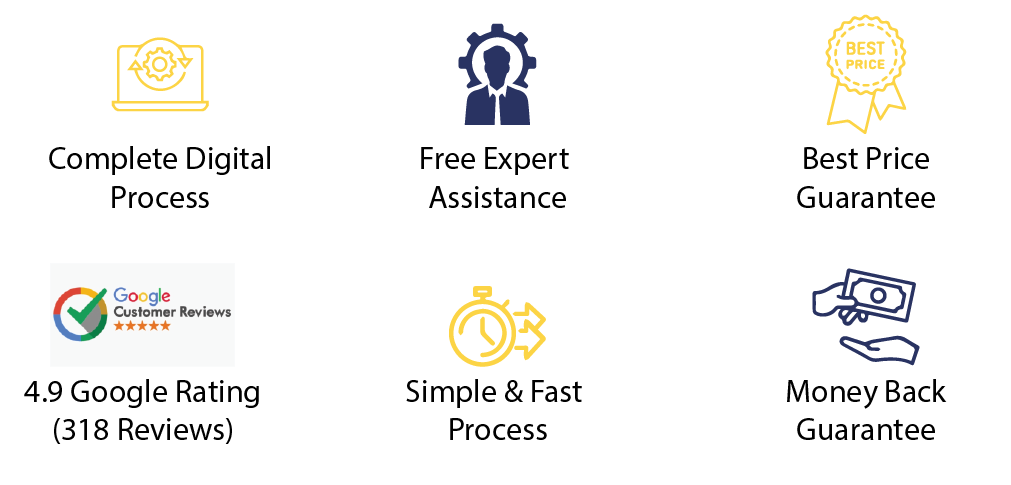 BEST
PRICE
Complete Digital
Process
Free Expert
Assistance
Best Price
Guarantee
Google
Customer Reviews
4.9 Google Rating
(318 Reviews)
Simple & Fast
Process
Money Back
Guarantee